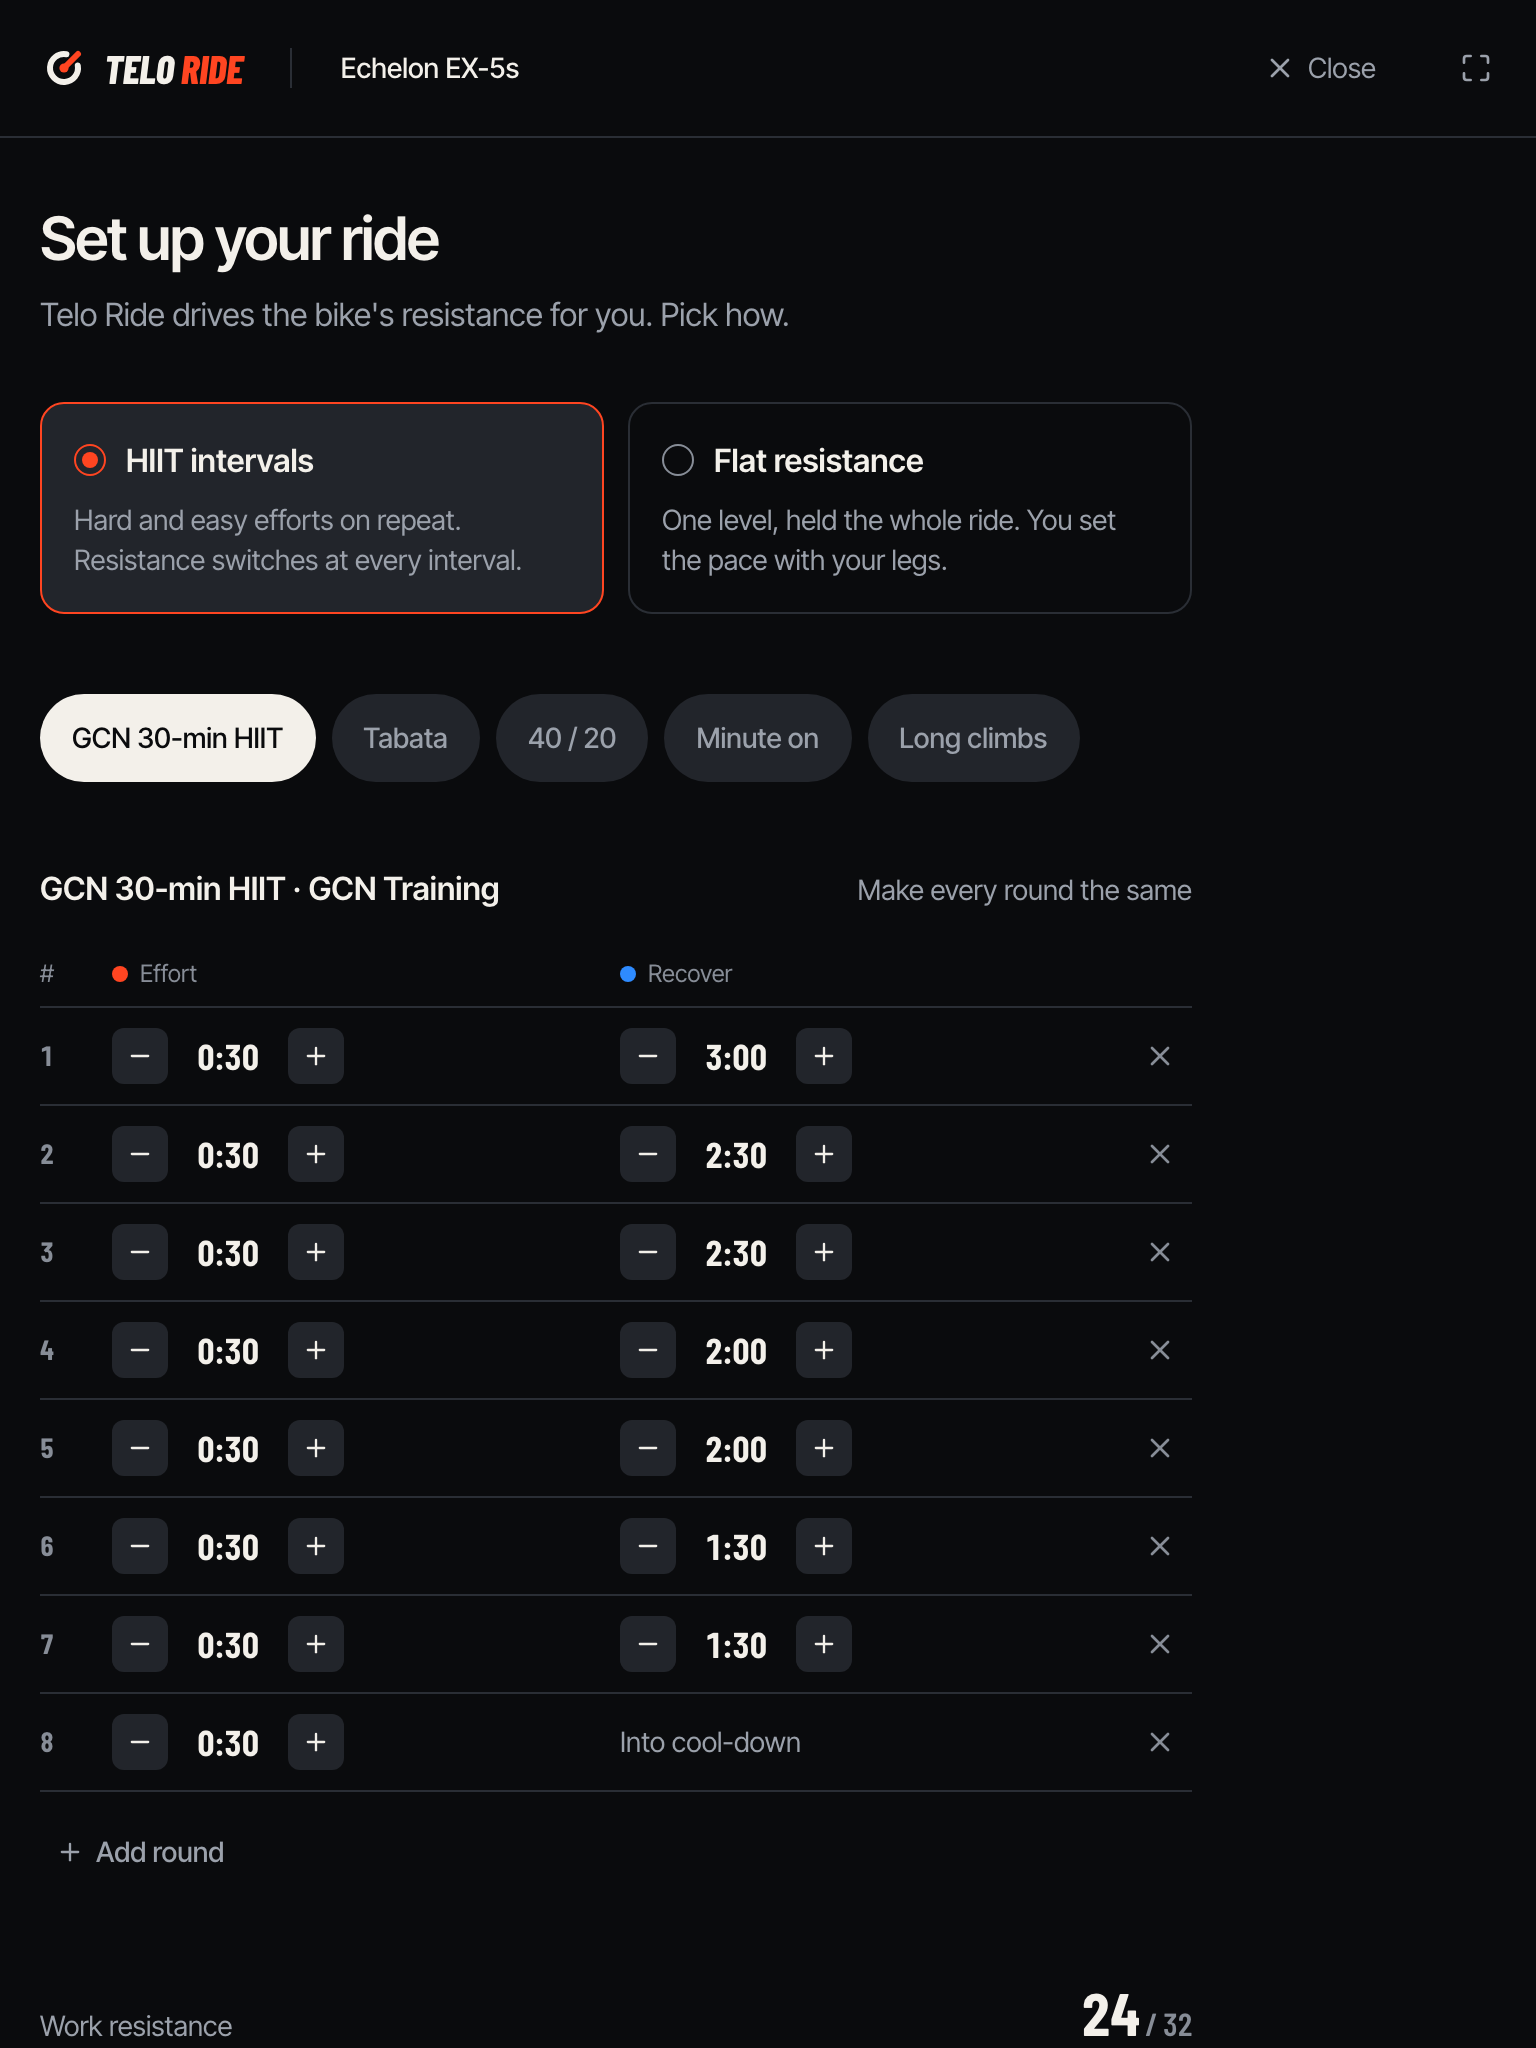 TELO RIDE
Echelon EX-5s
Close
Set up your ride
Telo Ride drives the bike's resistance for you. Pick how.
HIIT intervals
Hard and easy efforts on repeat.
Resistance switches at every interval.
Flat resistance
One level, held the whole ride. You set
the pace with your legs.
GCN 30-min HIIT
Tabata
40 / 20
Minute on
Long climbs
GCN 30-min HIIT · GCN Training
Make every round the same
# Effort Recover
1 − 0:30 + − 3:00 +
2 − 0:30 + − 2:30 +
3 − 0:30 + − 2:30 +
4 − 0:30 + − 2:00 +
5 − 0:30 + − 2:00 +
6 − 0:30 + − 1:30 +
7 − 0:30 + − 1:30 +
8 − 0:30 + Into cool-down
+ Add round
Work resistance 24 / 32